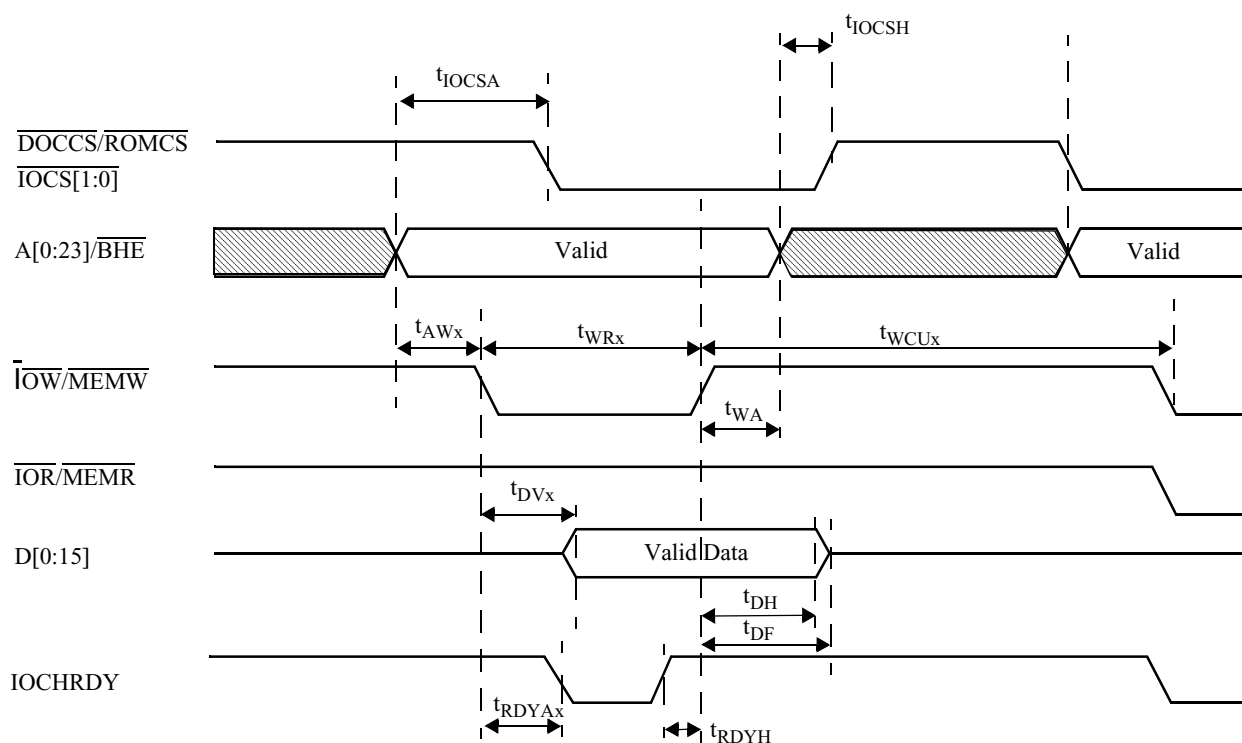 tIOCSH
tIOCSA
DOCCS/ROMCS
IOCS[1:0]
A[0:23]/BHE
Valid
Valid
tAWx
tWRx
tWCUx
IOW/MEMW
tWA
IOR/MEMR
tDVx
D[0:15]
Valid Data
tDH
tDF
IOCHRDY
tRDYAx
tRDYH